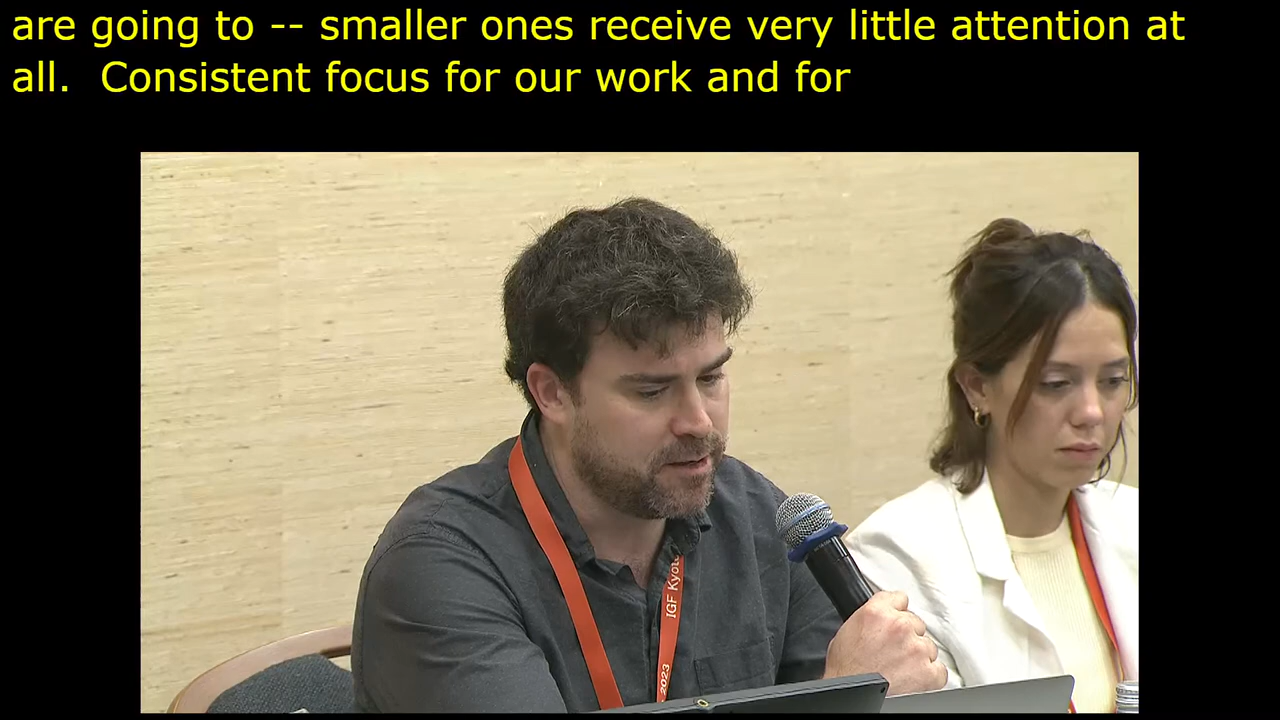 are going to -- smaller ones receive very little attention at
all.  Consistent focus for our work and for
IGF Kyoto
2023